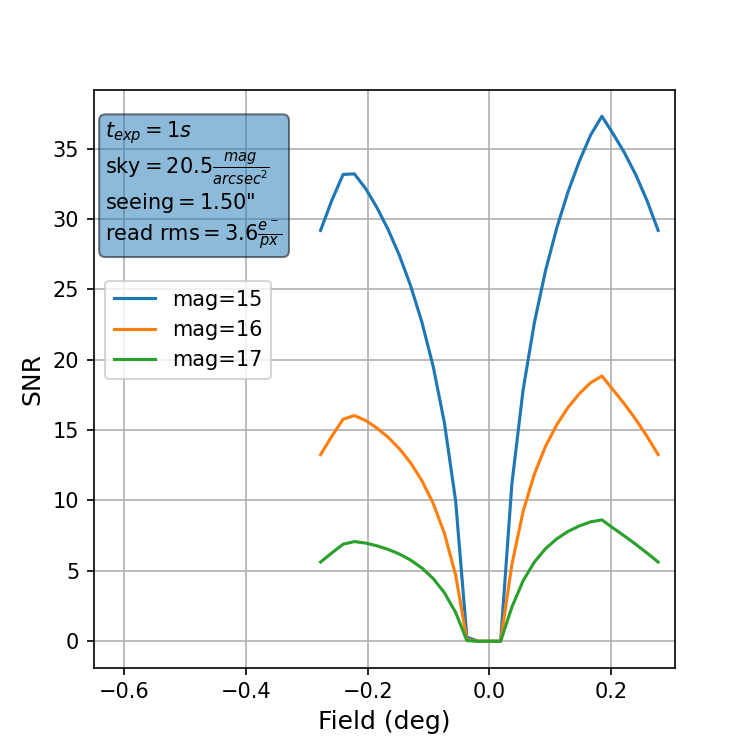 t_exp = 1s
sky = 20.5 mag/arcsec²
seeing = 1.50"
read rms = 3.6 e⁻/px
mag=15
mag=16
mag=17
SNR
35
30
25
20
15
10
5
0
−0.6 −0.4 −0.2 0.0 0.2
Field (deg)